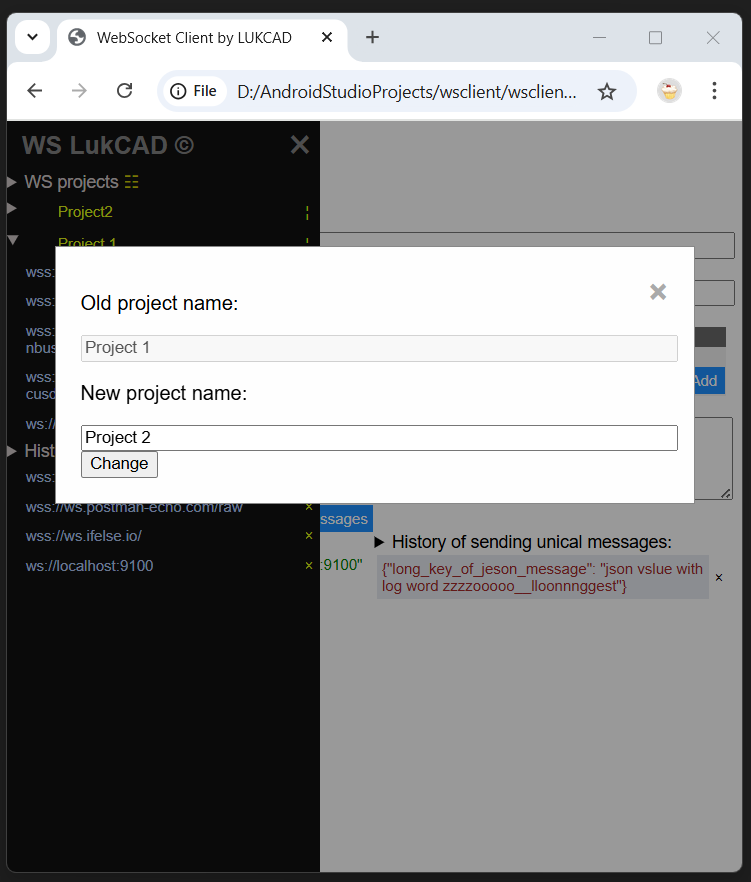 WebSocket Client by LUKCAD
File D:/AndroidStudioProjects/wsclient/wsclien...
WS LukCAD ©
WS projects
Project2
Project 1
wss:
wss:
wss:
nbus
wss:
cusc
ws://
Old project name:
Project 1
New project name:
Project 2
Change
Add
Hist
wss:
wss://ws.postman-echo.com/raw
wss://ws.ifelse.io/
ws://localhost:9100
ssages
History of sending unical messages:
:9100"
{"long_key_of_jeson_message": "json vslue with
log word zzzzooooo__lloonnnggest"}